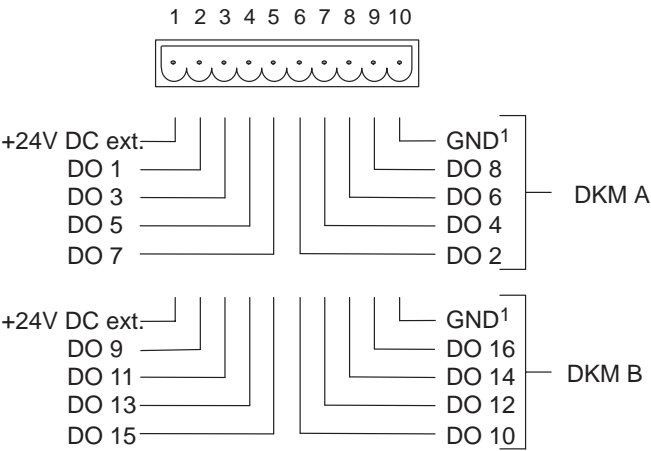 1 2 3 4 5 6 7 8 9 10
+24V DC ext. GND1
DO 1 DO 8
DO 3 DO 6 DKM A
DO 5 DO 4
DO 7 DO 2
+24V DC ext. GND1
DO 9 DO 16
DO 11 DO 14 DKM B
DO 13 DO 12
DO 15 DO 10